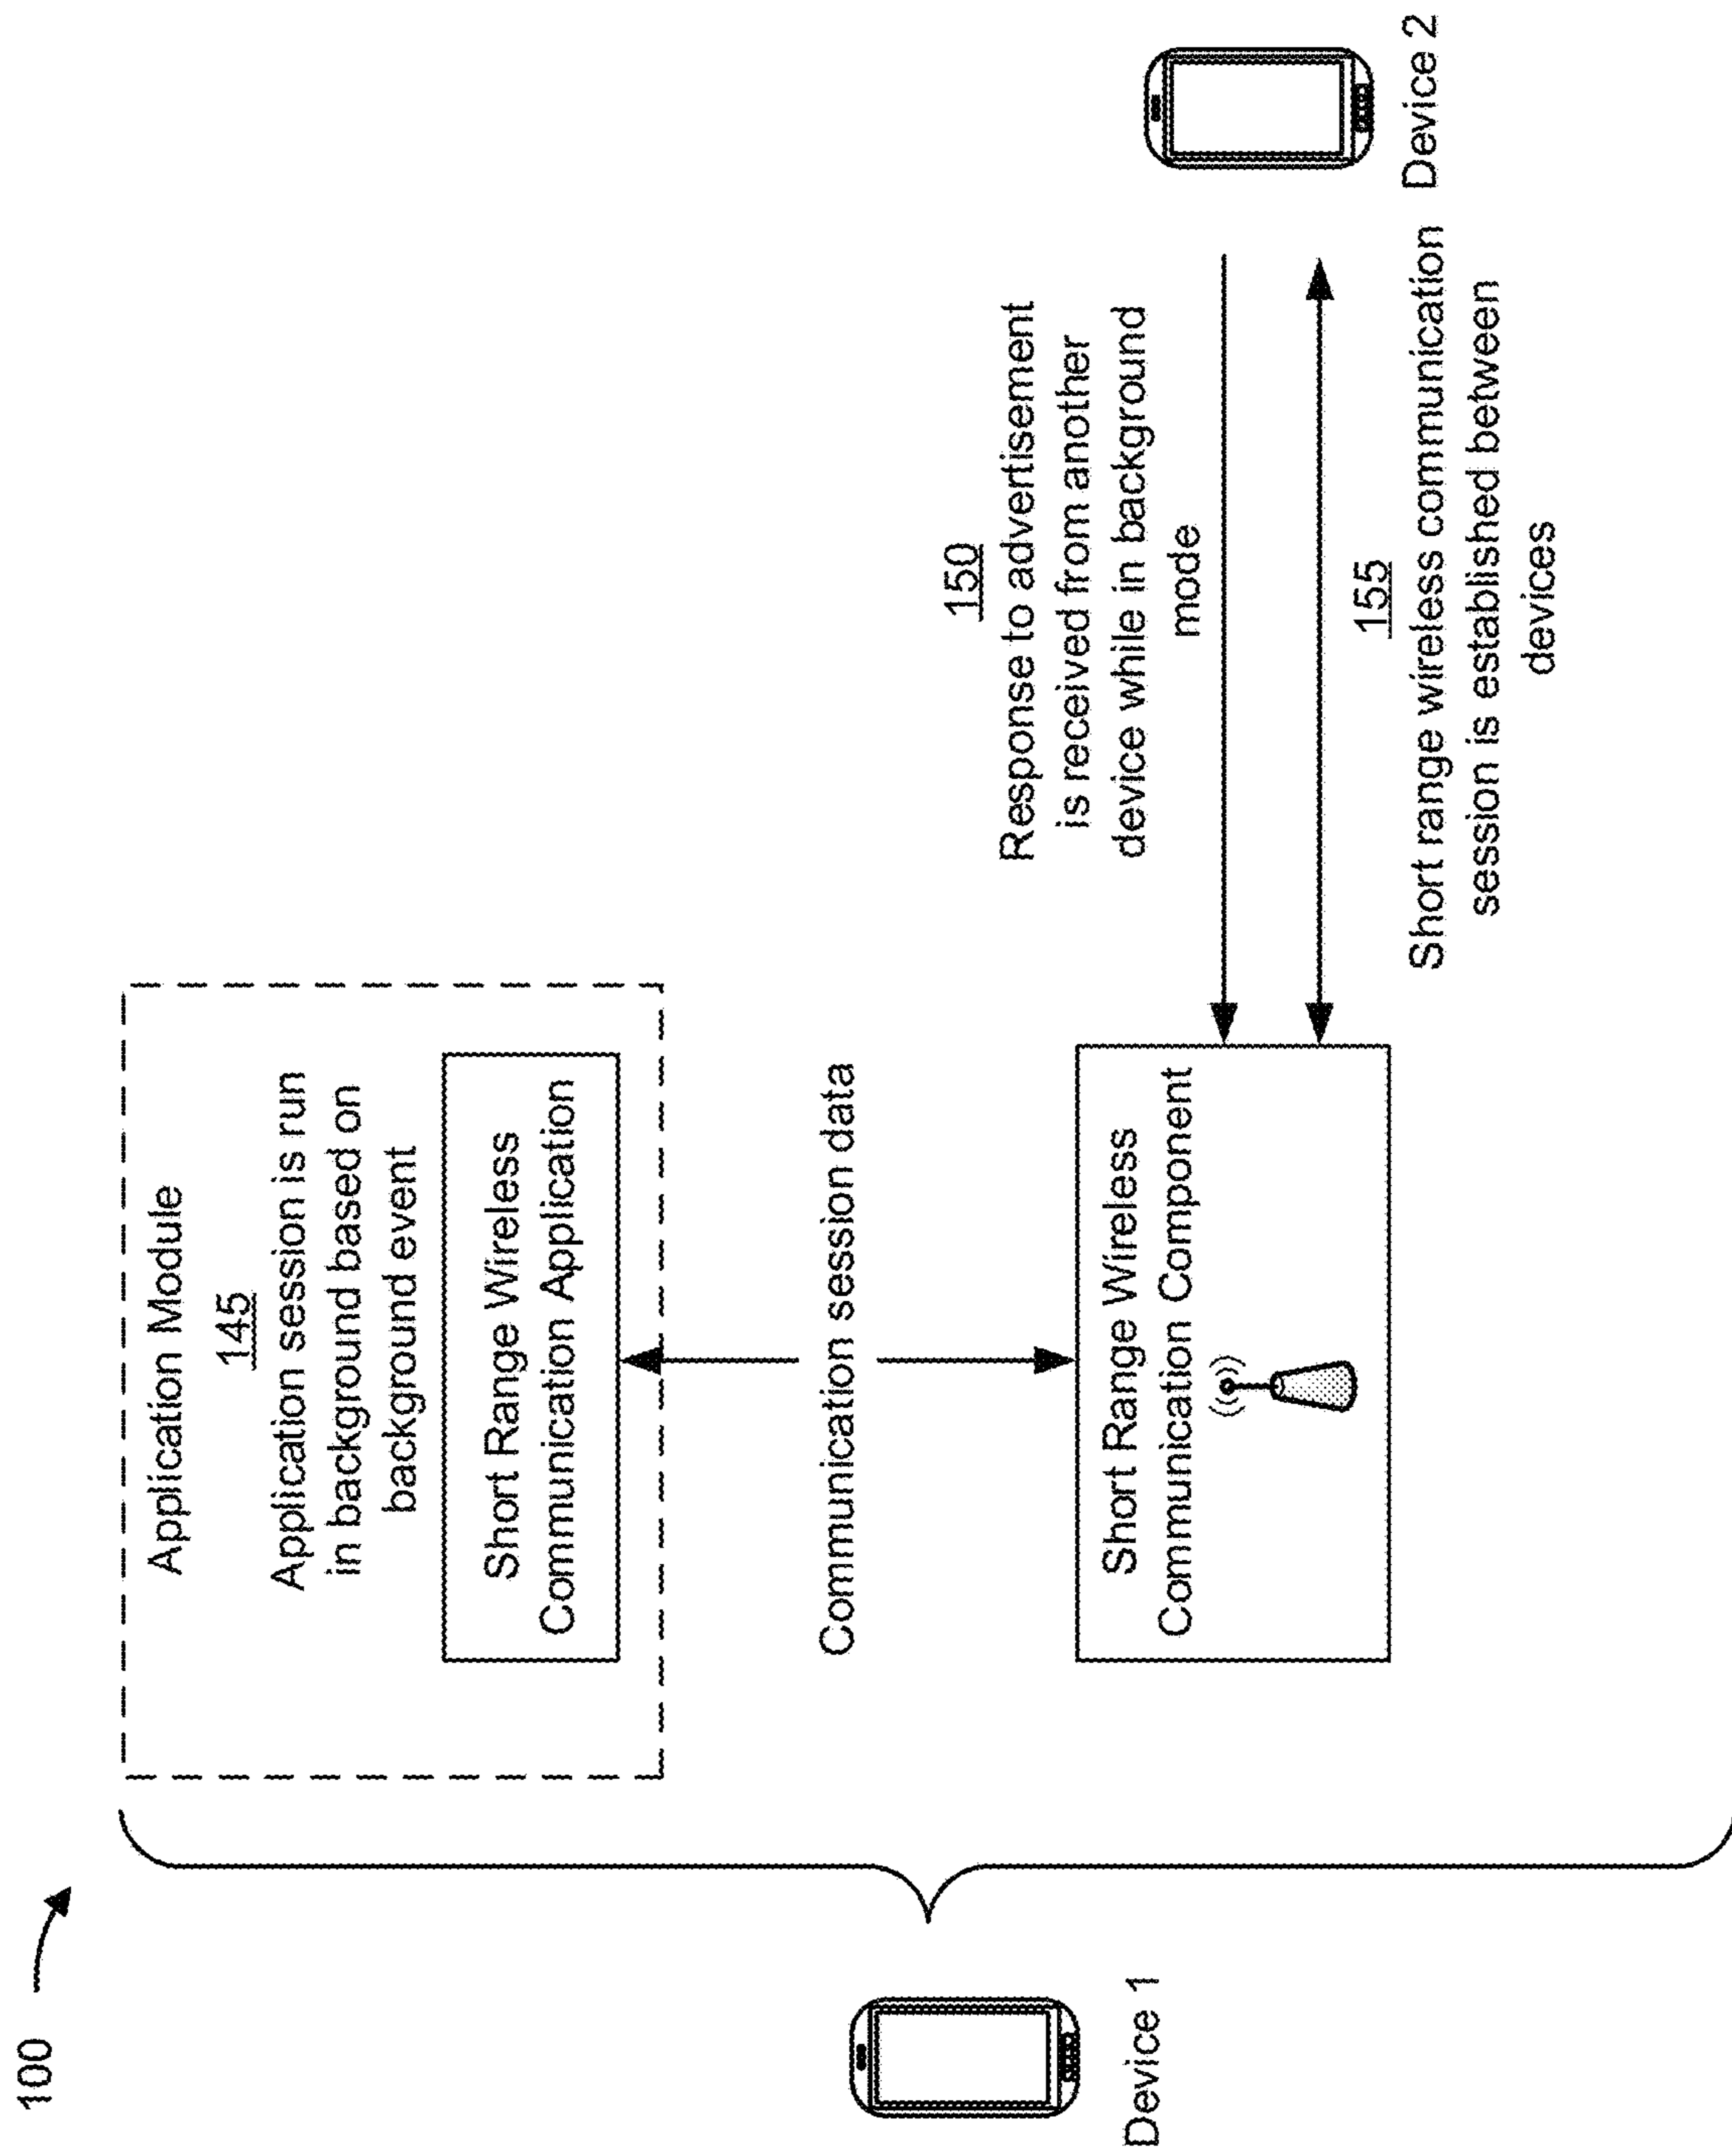 100
Application Module
145
Application session is run
in background based on
background event
Short Range Wireless
Communication Application
Communication session data
Short Range Wireless
Communication Component
Device 1
150
Response to advertisement
is received from another
device while in background
mode
155
Short range wireless communication
session is established between
devices
Device 2